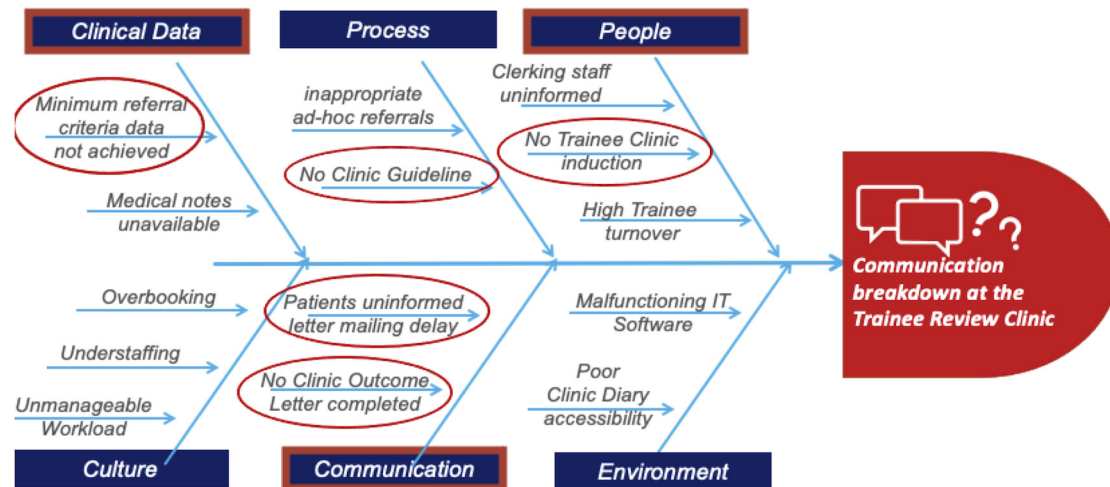 Clinical Data
Process
People
Minimum referral
criteria data
not achieved
Medical notes
unavailable
inappropriate
ad-hoc referrals
No Clinic Guideline
Clerking staff
uninformed
No Trainee Clinic
induction
High Trainee
turnover
Communication
breakdown at the
Trainee Review Clinic
Overbooking
Understaffing
Unmanageable
Workload
Patients uninformed
letter mailing delay
No Clinic Outcome
Letter completed
Malfunctioning IT
Software
Poor
Clinic Diary
accessibility
Culture
Communication
Environment